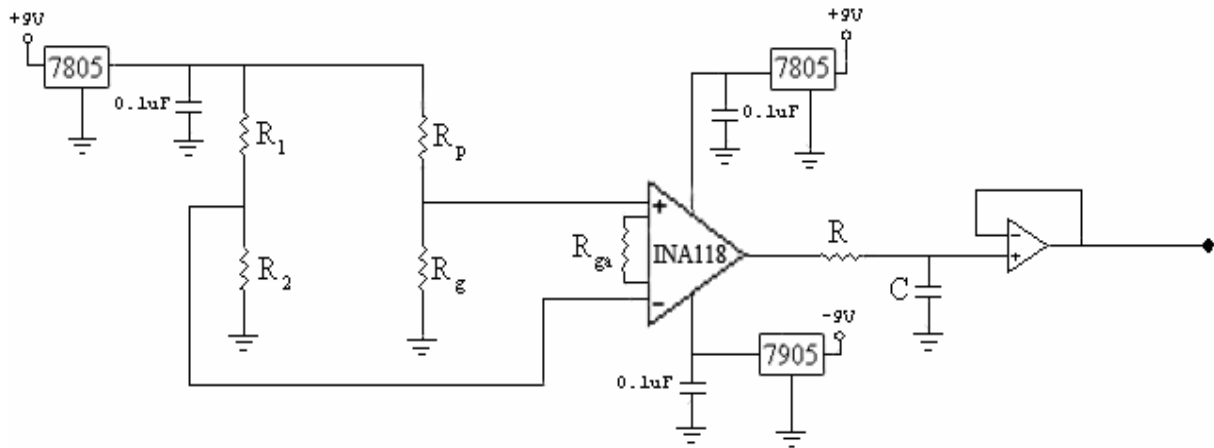 +9V
7805
0.1uF
R1
R2
Rp
Rg
Rga
+
INA118
-
+9V
7805
0.1uF
R
C
-
+
-9V
7905
0.1uF